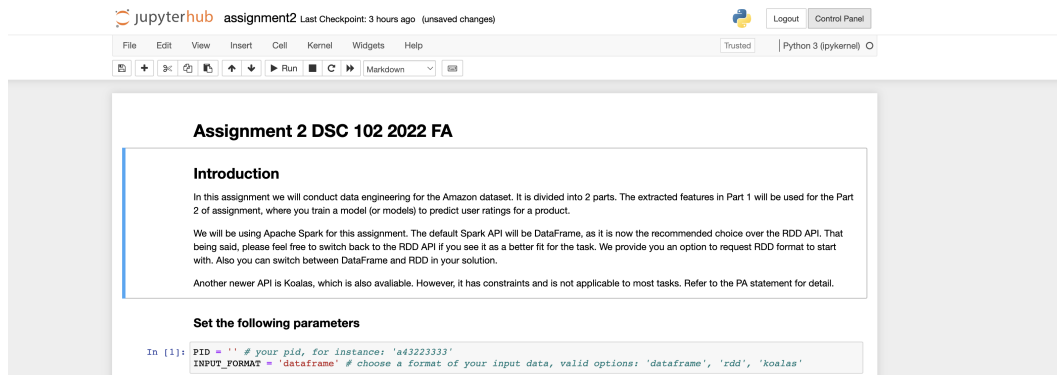 jupyterhub assignment2 Last Checkpoint: 3 hours ago (unsaved changes) Logout Control Panel
File Edit View Insert Cell Kernel Widgets Help Trusted Python 3 (ipykernel)
Run Markdown
Assignment 2 DSC 102 2022 FA
Introduction
In this assignment we will conduct data engineering for the Amazon dataset. It is divided into 2 parts. The extracted features in Part 1 will be used for the Part
2 of assignment, where you train a model (or models) to predict user ratings for a product.
We will be using Apache Spark for this assignment. The default Spark API will be DataFrame, as it is now the recommended choice over the RDD API. That
being said, please feel free to switch back to the RDD API if you see it as a better fit for the task. We provide you an option to request RDD format to start
with. Also you can switch between DataFrame and RDD in your solution.
Another newer API is Koalas, which is also avaliable. However, it has constraints and is not applicable to most tasks. Refer to the PA statement for detail.
Set the following parameters
In [1]: PID = '' # your pid, for instance: 'a43223333'
INPUT_FORMAT = 'dataframe' # choose a format of your input data, valid options: 'dataframe', 'rdd', 'koalas'